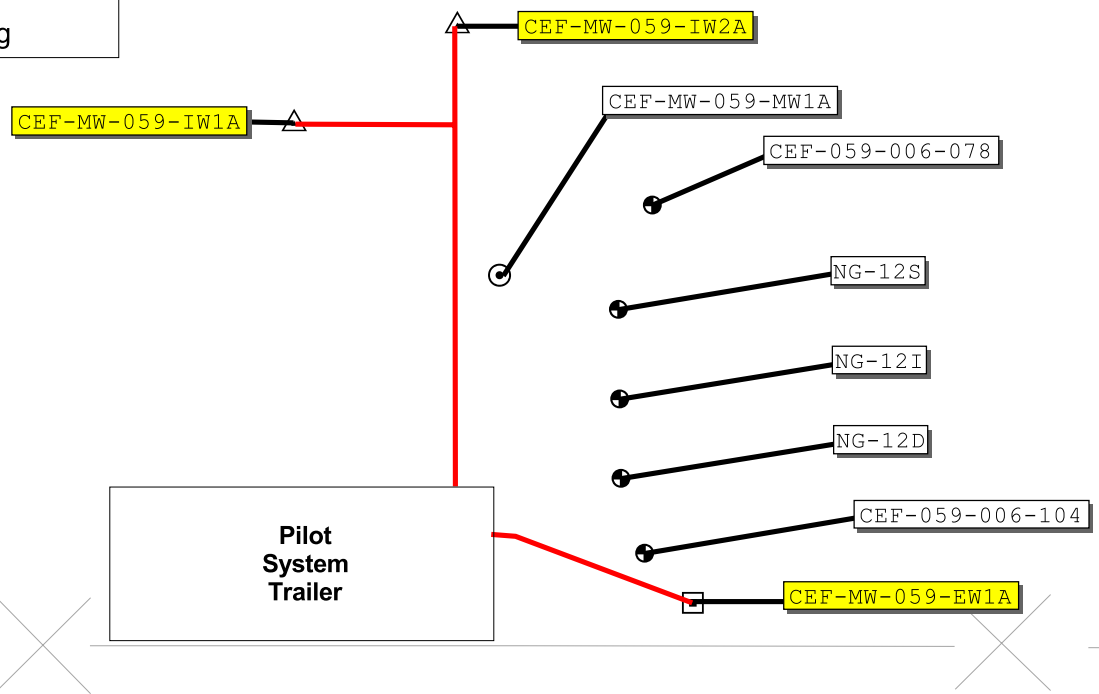 g
CEF-MW-059-IW2A
CEF-MW-059-MW1A
CEF-MW-059-IW1A
CEF-059-006-078
NG-12S
NG-12I
NG-12D
CEF-059-006-104
Pilot
System
Trailer
CEF-MW-059-EW1A